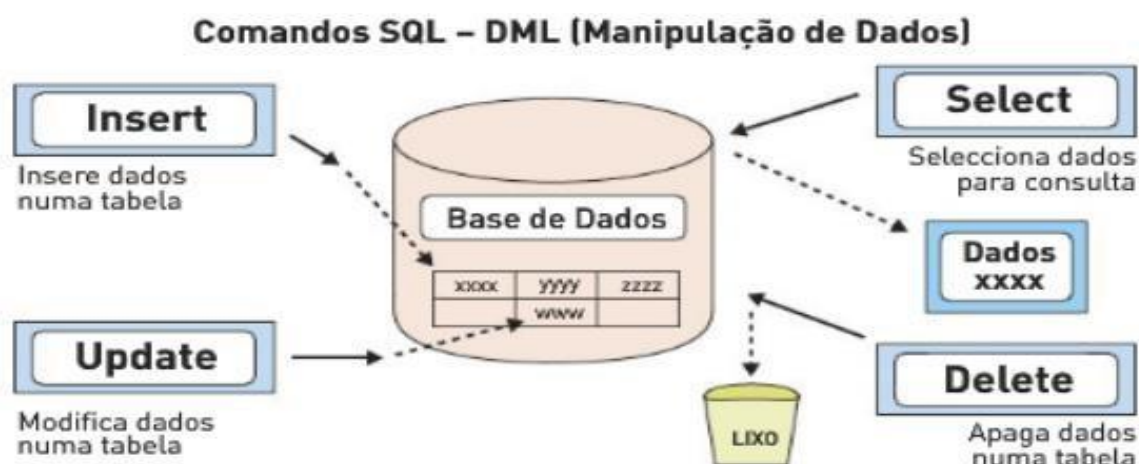 Comandos SQL – DML (Manipulação de Dados)
Insert
Insere dados
numa tabela
Select
Selecciona dados
para consulta
Base de Dados
xxxx yyyy zzzz
www
Dados
xxxx
Update
Modifica dados
numa tabela
LIXO
Delete
Apaga dados
numa tabela